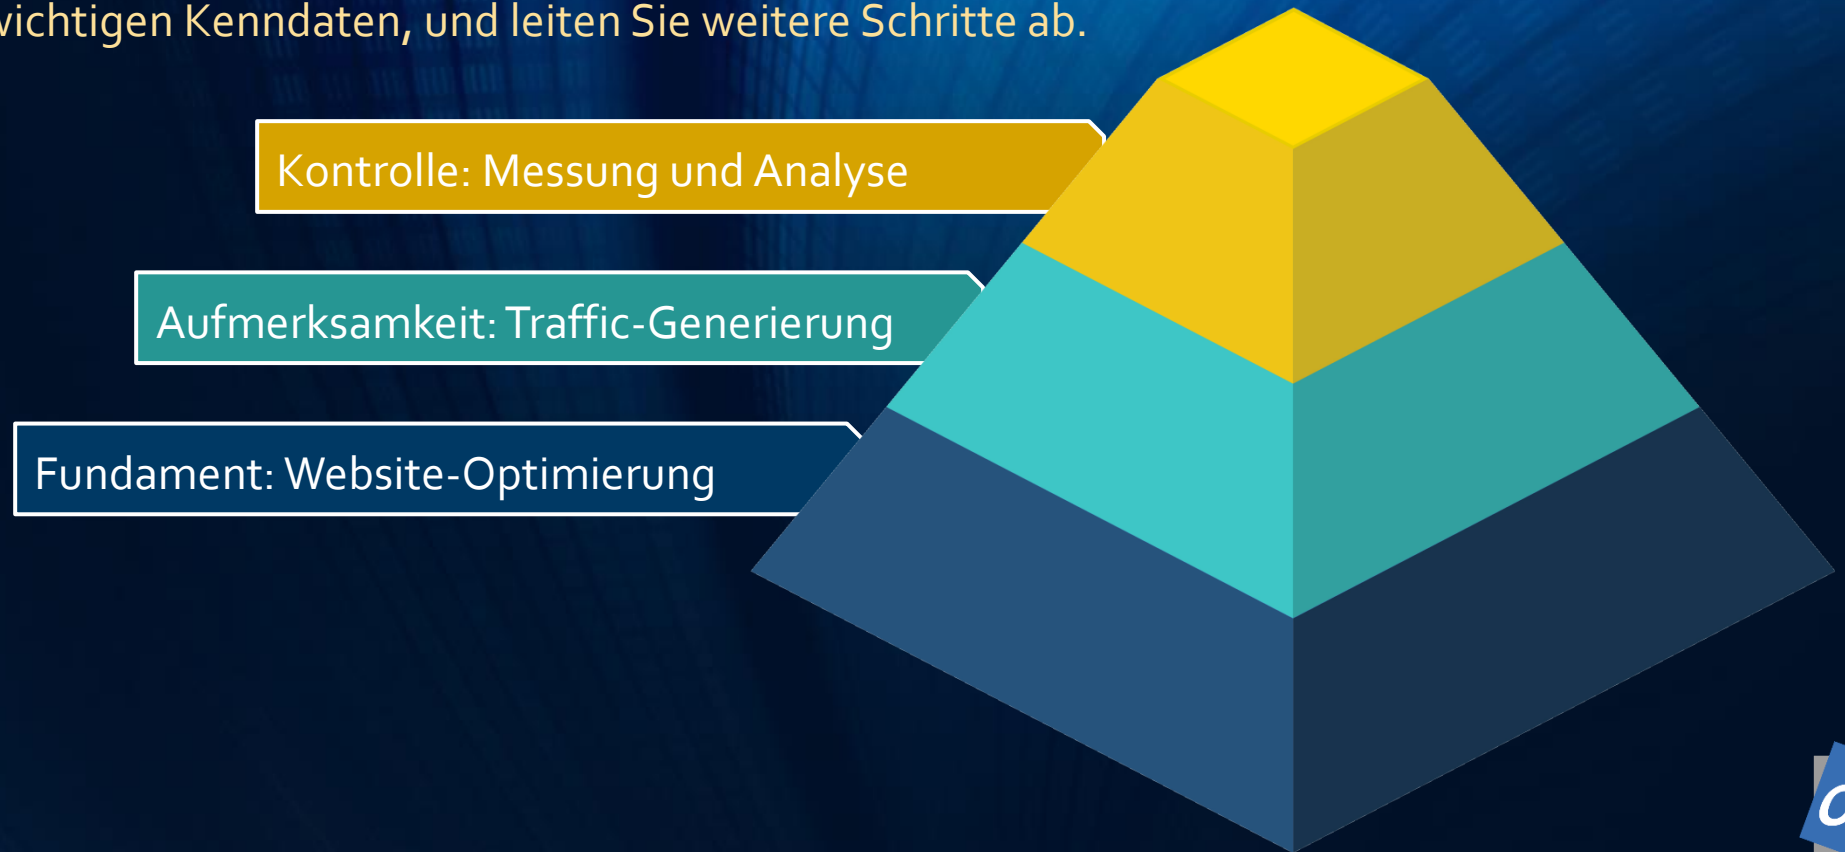 wichtigen Kenndaten, und leiten Sie weitere Schritte ab.
Kontrolle: Messung und Analyse
Aufmerksamkeit: Traffic-Generierung
Fundament: Website-Optimierung